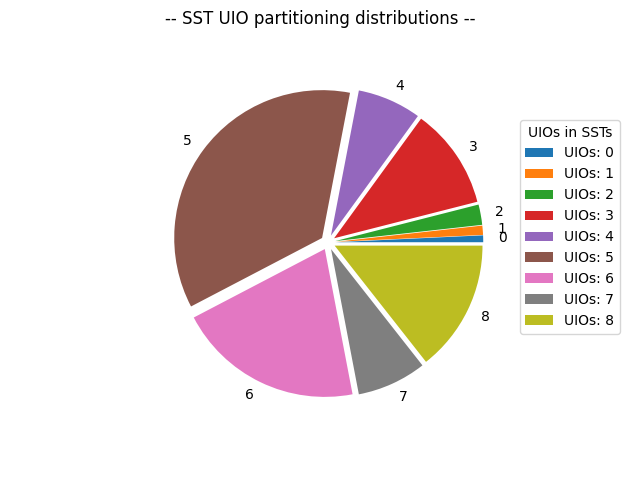 -- SST UIO partitioning distributions --
4
5
3
2
1
0
8
6
7
UIOs in SSTs
UIOs: 0
UIOs: 1
UIOs: 2
UIOs: 3
UIOs: 4
UIOs: 5
UIOs: 6
UIOs: 7
UIOs: 8